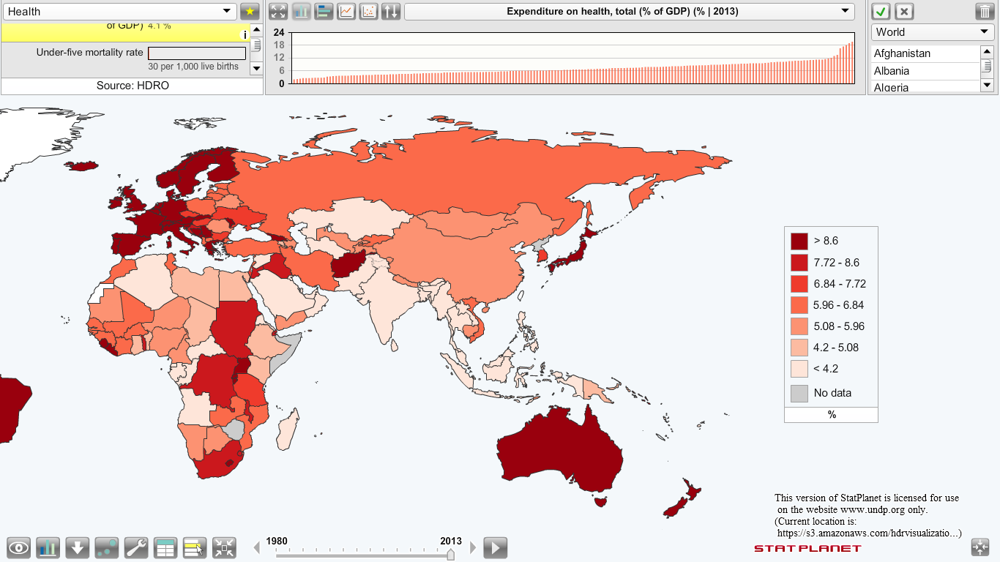 Health
of GDP) 4.1 %
i
Under-five mortality rate
30 per 1,000 live births
Source: HDRO
Expenditure on health, total (% of GDP) (% | 2013)
24
18
12
6
0
World
Afghanistan
Albania
Algeria
> 8.6
7.72 - 8.6
6.84 - 7.72
5.96 - 6.84
5.08 - 5.96
4.2 - 5.08
< 4.2
No data
%
This version of StatPlanet is licensed for use
on the website www.undp.org only.
(Current location is:
https://s3.amazonaws.com/hdrvisualizatio...)
STATPLANET
1980
2013